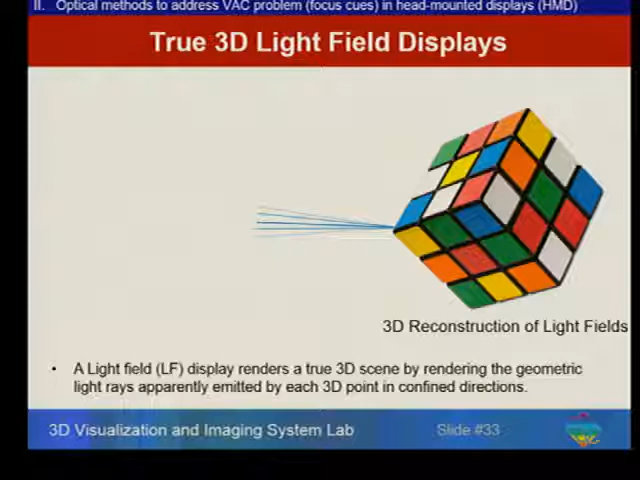 II. Optical methods to address VAC problem (focus cues) in head-mounted displays (HMD)
True 3D Light Field Displays
3D Reconstruction of Light Fields
• A Light field (LF) display renders a true 3D scene by rendering the geometric
light rays apparently emitted by each 3D point in confined directions.
3D Visualization and Imaging System Lab
Slide #33